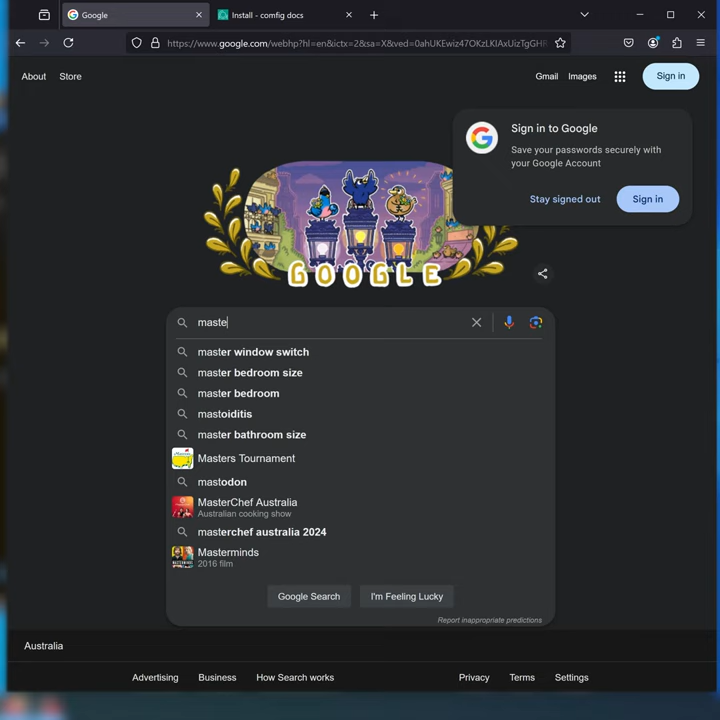 Google
Install - comfig docs
https://www.google.com/webhp?hl=en&ictx=2&sa=X&ved=0ahUKEwiz47OKzLKIAxUizTgGHR
About
Store
Gmail
Images
Sign in
Sign in to Google
Save your passwords securely with
your Google Account
Stay signed out
Sign in
GOOGLE
maste
master window switch
master bedroom size
master bedroom
mastoiditis
master bathroom size
Masters Tournament
mastodon
MasterChef Australia
Australian cooking show
masterchef australia 2024
Masterminds
2016 film
Google Search
I'm Feeling Lucky
Report inappropriate predictions
Australia
Advertising
Business
How Search works
Privacy
Terms
Settings